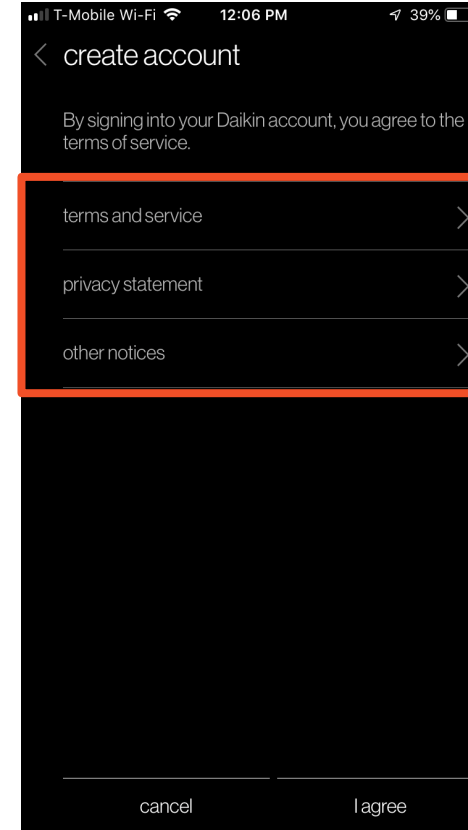 T-Mobile Wi-Fi 12:06 PM 39%
create account
By signing into your Daikin account, you agree to the
terms of service.
terms and service
privacy statement
other notices
cancel I agree